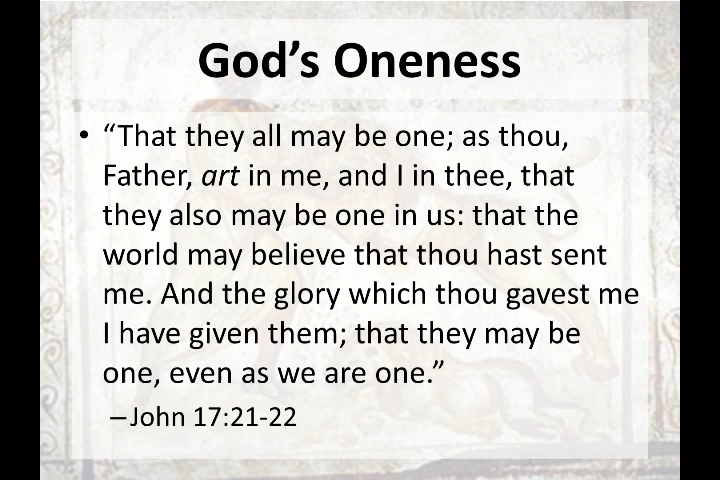 God’s Oneness
• “That they all may be one; as thou,
Father, art in me, and I in thee, that
they also may be one in us: that the
world may believe that thou hast sent
me. And the glory which thou gavest me
I have given them; that they may be
one, even as we are one.”
–John 17:21-22